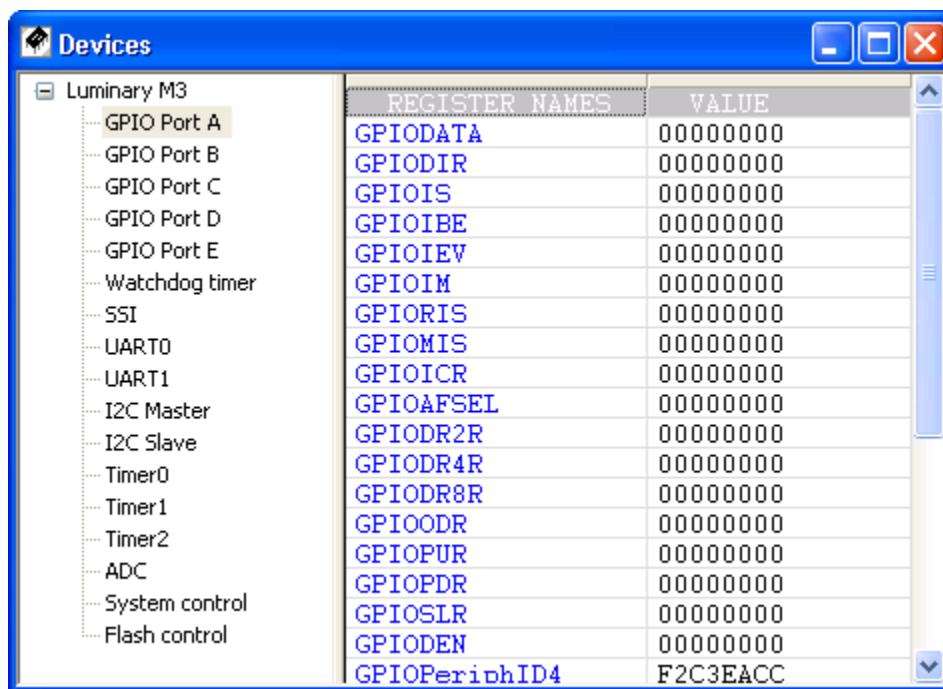 Devices
Luminary M3
GPIO Port A
GPIO Port B
GPIO Port C
GPIO Port D
GPIO Port E
Watchdog timer
SSI
UART0
UART1
I2C Master
I2C Slave
Timer0
Timer1
Timer2
ADC
System control
Flash control
REGISTER NAMES VALUE
GPIODATA 00000000
GPIODIR 00000000
GPIOIS 00000000
GPIOIBE 00000000
GPIOIEV 00000000
GPIOIM 00000000
GPIORIS 00000000
GPIOMIS 00000000
GPIOICR 00000000
GPIOAFSEL 00000000
GPIODR2R 00000000
GPIODR4R 00000000
GPIODR8R 00000000
GPIOODR 00000000
GPIOPUR 00000000
GPIOPDR 00000000
GPIOSLR 00000000
GPIODEN 00000000
GPIOPeriphID4 F2C3EACC